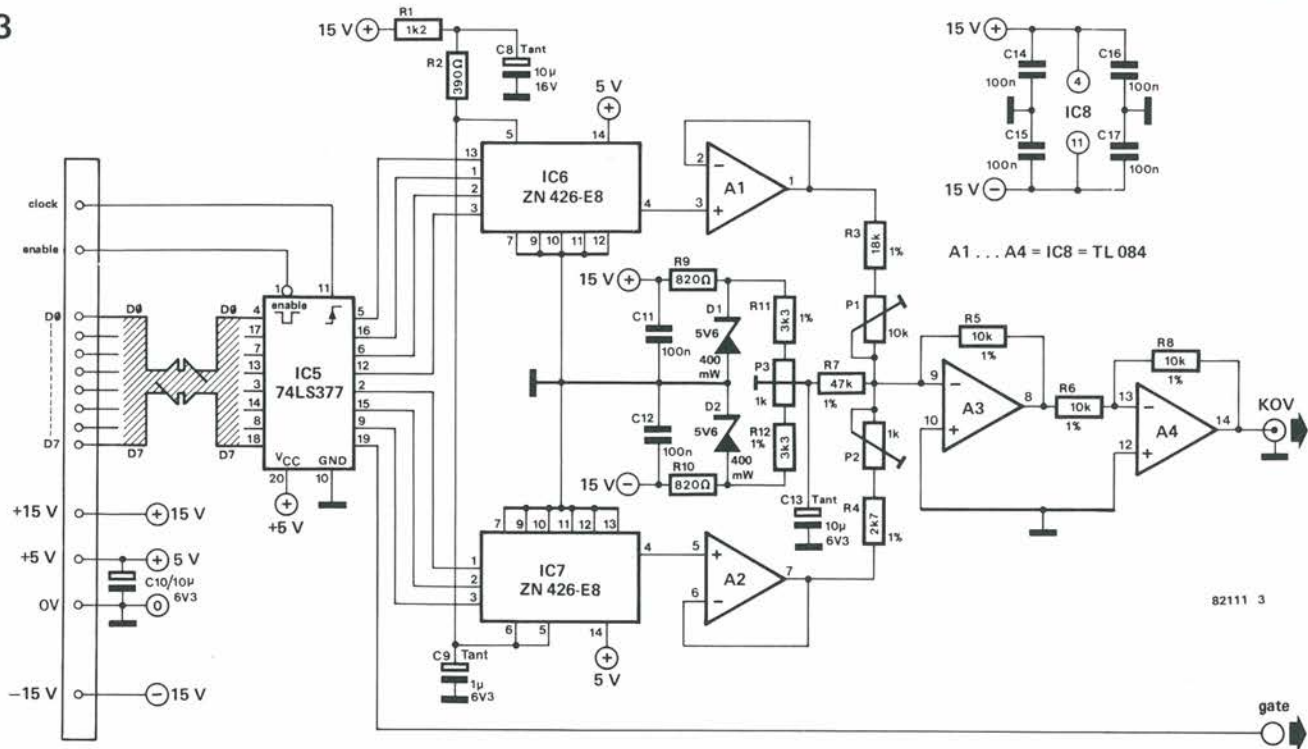 3
15 V +
R1
1k2
R2
390Ω
C8 Tant
10µ
16V
5 V
+
5
14
13
1
2
3
IC6
ZN 426-E8
4
7 9 10 11 12
2
3
−
+
A1
1
R3
18k
1%
P1
10k
15 V +
C14
100n
C16
100n
4
IC8
11
C15
100n
C17
100n
15 V −
A1 ... A4 = IC8 = TL 084
clock
enable
D0
D7
+15 V
+5 V
0V
−15 V
+ 15 V
+ 5 V
C10/10µ
6V3
0
− 15 V
D0
D7
D0
D7
1
11
enable
4
17
7
13
3
14
8
18
IC5
74LS377
VCC
GND
20
10
+
+5 V
5
16
6
12
2
15
9
19
15 V +
R9
820Ω
C11
100n
D1
5V6
400
mW
R11
3k3
1%
P3
1k
R7
47k
1%
C12
100n
D2
5V6
400
mW
R12
1%
3k3
R10
820Ω
15 V −
C13 Tant
10µ
6V3
1k
P2
R4
2k7
1%
R5
10k
1%
9
10
−
+
A3
8
R6
10k
1%
R8
10k
1%
13
12
−
+
A4
14
KOV
7 9 10 11 12 13
1
2
3
IC7
ZN 426-E8
4
6
5
14
+
5 V
5
6
+
−
A2
7
C9 Tant
1µ
6V3
82111 3
gate